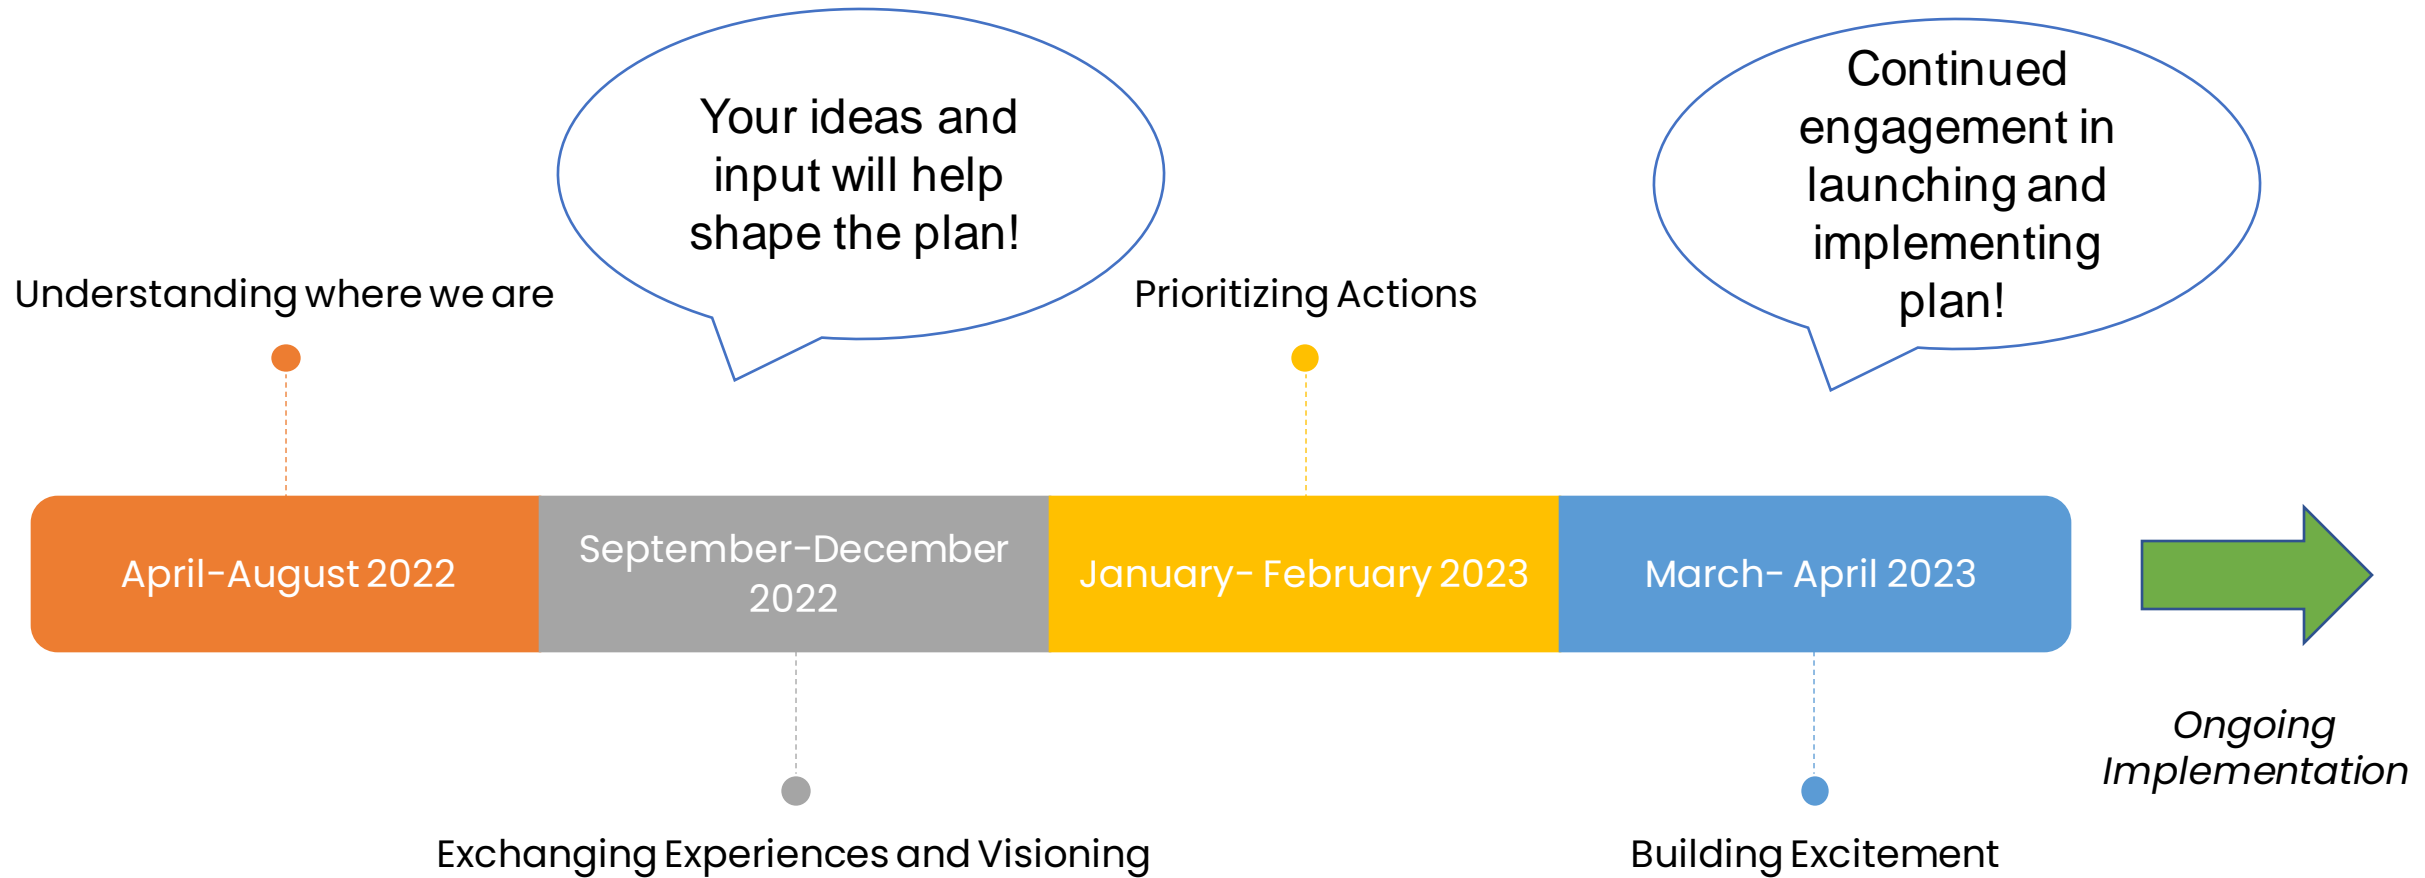 Your ideas and
input will help
shape the plan!
Continued
engagement in
launching and
implementing
plan!
Understanding where we are
Prioritizing Actions
April-August 2022
September-December
2022
January- February 2023
March- April 2023
Ongoing
Implementation
Exchanging Experiences and Visioning
Building Excitement